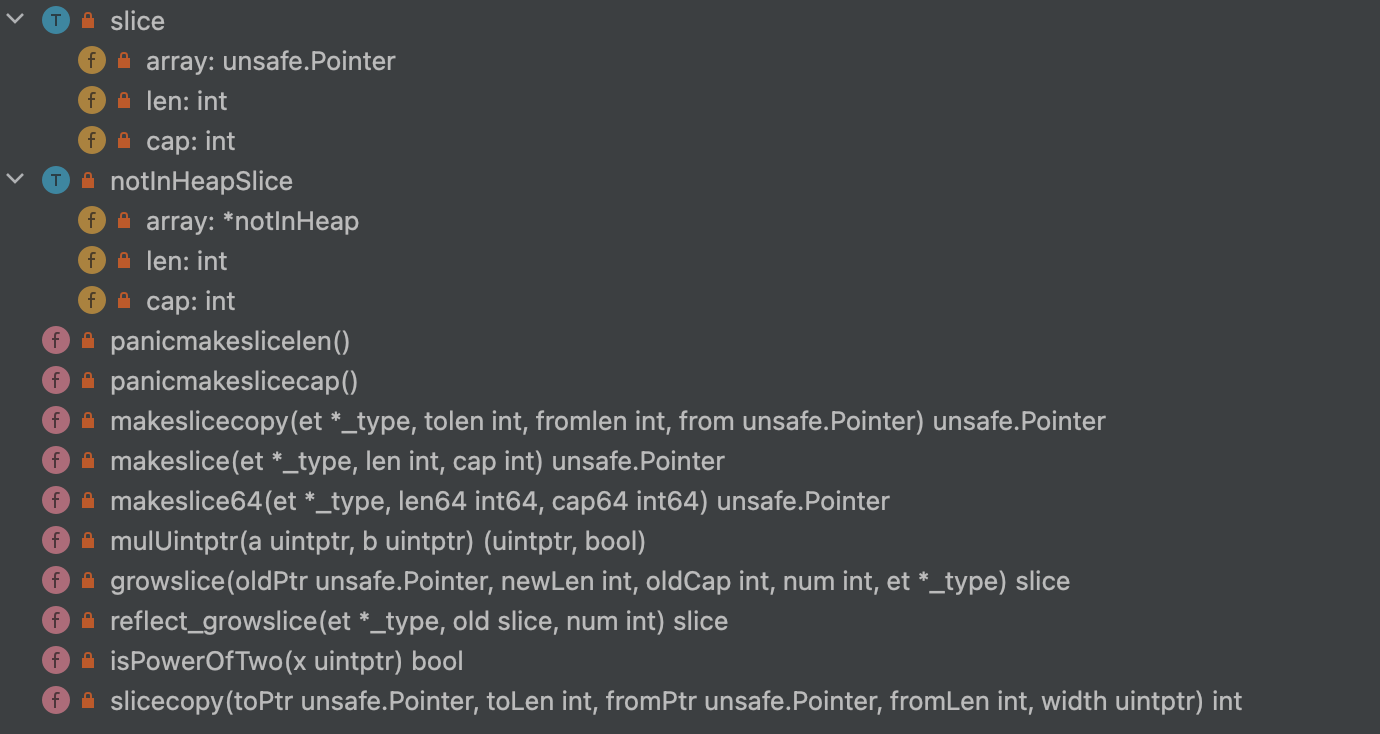 T slice
f array: unsafe.Pointer
f len: int
f cap: int
T notInHeapSlice
f array: *notInHeap
f len: int
f cap: int
f panicmakeslicelen()
f panicmakeslicecap()
f makeslicecopy(et *_type, tolen int, fromlen int, from unsafe.Pointer) unsafe.Pointer
f makeslice(et *_type, len int, cap int) unsafe.Pointer
f makeslice64(et *_type, len64 int64, cap64 int64) unsafe.Pointer
f mulUintptr(a uintptr, b uintptr) (uintptr, bool)
f growslice(oldPtr unsafe.Pointer, newLen int, oldCap int, num int, et *_type) slice
f reflect_growslice(et *_type, old slice, num int) slice
f isPowerOfTwo(x uintptr) bool
f slicecopy(toPtr unsafe.Pointer, toLen int, fromPtr unsafe.Pointer, fromLen int, width uintptr) int